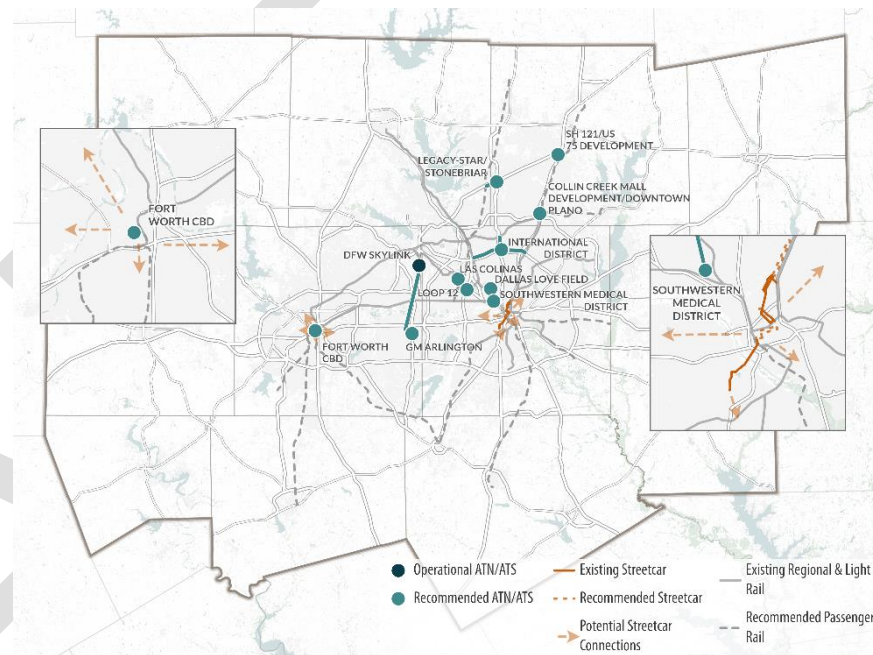 SH 121/US
75 DEVELOPMENT
LEGACY-STAR/
STONEBRIAR
COLLIN CREEK MALL
DEVELOPMENT/DOWNTOWN
PLANO
FORT
WORTH CBD
INTERNATIONAL
DISTRICT
DFW SKYLINK
LAS COLINAS
DALLAS LOVE FIELD
LOOP 12
SOUTHWESTERN MEDICAL
DISTRICT
SOUTHWESTERN
MEDICAL
DISTRICT
FORT WORTH
CBD
GM ARLINGTON
Operational ATN/ATS
Recommended ATN/ATS
Existing Streetcar
Recommended Streetcar
Potential Streetcar
Connections
Existing Regional & Light
Rail
Recommended Passenger
Rail